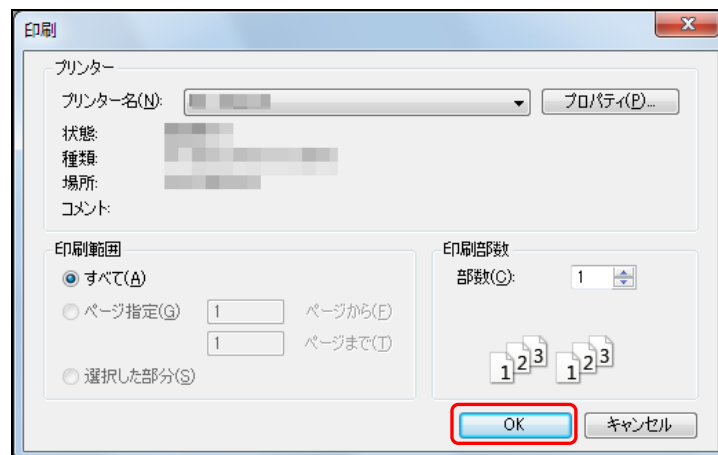 印刷
プリンター
プリンター名(N):
プロパティ(P)...
状態:
種類:
場所:
コメント:
印刷範囲
すべて(A)
ページ指定(G) 1 ページから(F)
1 ページまで(T)
選択した部分(S)
印刷部数
部数(C): 1
1 2 3 1 2 3
OK キャンセル